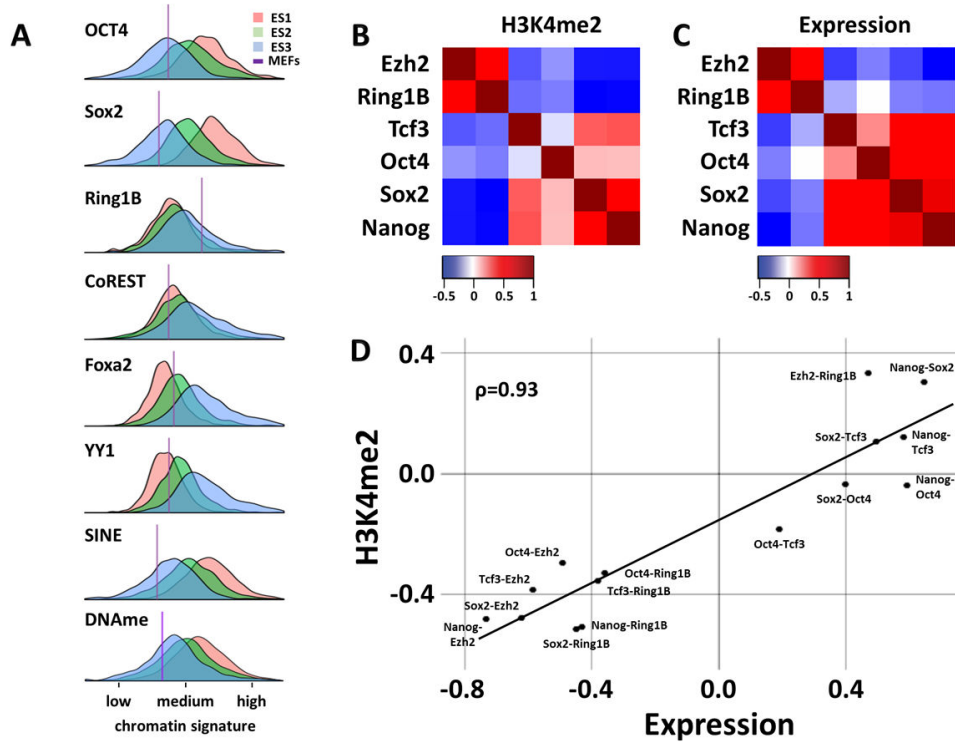 A
OCT4
ES1
ES2
ES3
MEFs
Sox2
Ring1B
CoREST
Foxa2
YY1
SINE
DNAme
low medium high
chromatin signature
B
H3K4me2
Ezh2
Ring1B
Tcf3
Oct4
Sox2
Nanog
-0.5 0 0.5 1
C
Expression
Ezh2
Ring1B
Tcf3
Oct4
Sox2
Nanog
-0.5 0 0.5 1
D
ρ=0.93
H3K4me2
0.4
0.0
-0.4
Ezh2-Ring1B
Nanog-Sox2
Sox2-Tcf3
Nanog-
Tcf3
Sox2-Oct4
Nanog-
Oct4
Oct4-Tcf3
Oct4-Ezh2
Oct4-Ring1B
Tcf3-Ezh2
Tcf3-Ring1B
Sox2-Ezh2
Nanog-
Ezh2
Nanog-Ring1B
Sox2-Ring1B
-0.8 -0.4 0.0 0.4
Expression